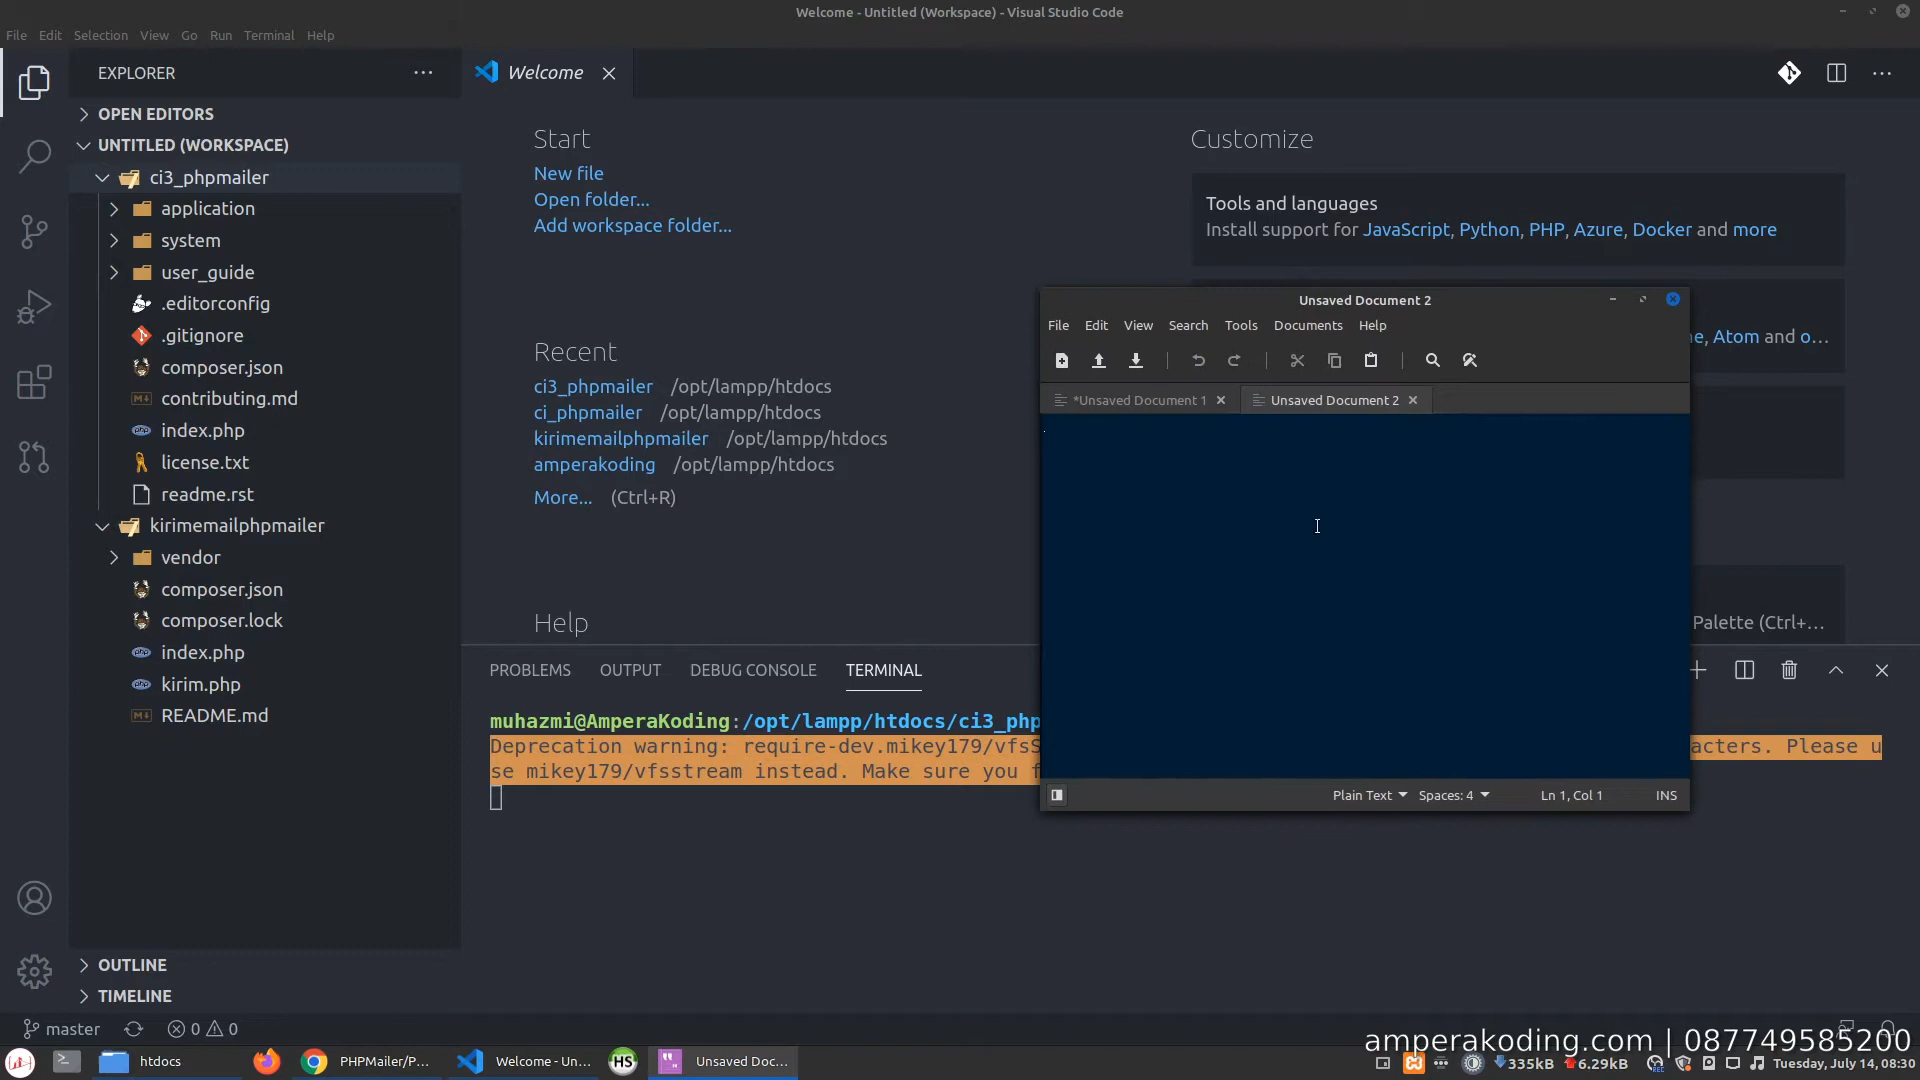 Welcome - Untitled (Workspace) - Visual Studio Code
File Edit Selection View Go Run Terminal Help
EXPLORER
Welcome
OPEN EDITORS
UNTITLED (WORKSPACE)
ci3_phpmailer
application
system
user_guide
.editorconfig
.gitignore
composer.json
contributing.md
index.php
license.txt
readme.rst
kirimemailphpmailer
vendor
composer.json
composer.lock
index.php
kirim.php
README.md
OUTLINE
TIMELINE
Start
New file
Open folder...
Add workspace folder...
Recent
ci3_phpmailer /opt/lampp/htdocs
ci_phpmailer /opt/lampp/htdocs
kirimemailphpmailer /opt/lampp/htdocs
amperakoding /opt/lampp/htdocs
More... (Ctrl+R)
Help
Customize
Tools and languages
Install support for JavaScript, Python, PHP, Azure, Docker and more
e, Atom and o...
Palette (Ctrl+...
Unsaved Document 2
File Edit View Search Tools Documents Help
*Unsaved Document 1
Unsaved Document 2
Plain Text Spaces: 4 Ln 1, Col 1 INS
PROBLEMS OUTPUT DEBUG CONSOLE TERMINAL
muhazmi@AmperaKoding:/opt/lampp/htdocs/ci3_php
Deprecation warning: require-dev.mikey179/vfsS acters. Please u
se mikey179/vfsstream instead. Make sure you f
master 0 0
amperakoding.com | 087749585200
htdocs PHPMailer/P... Welcome - Un... HS Unsaved Doc... 335kB 6.29kB Tuesday, July 14, 08:30